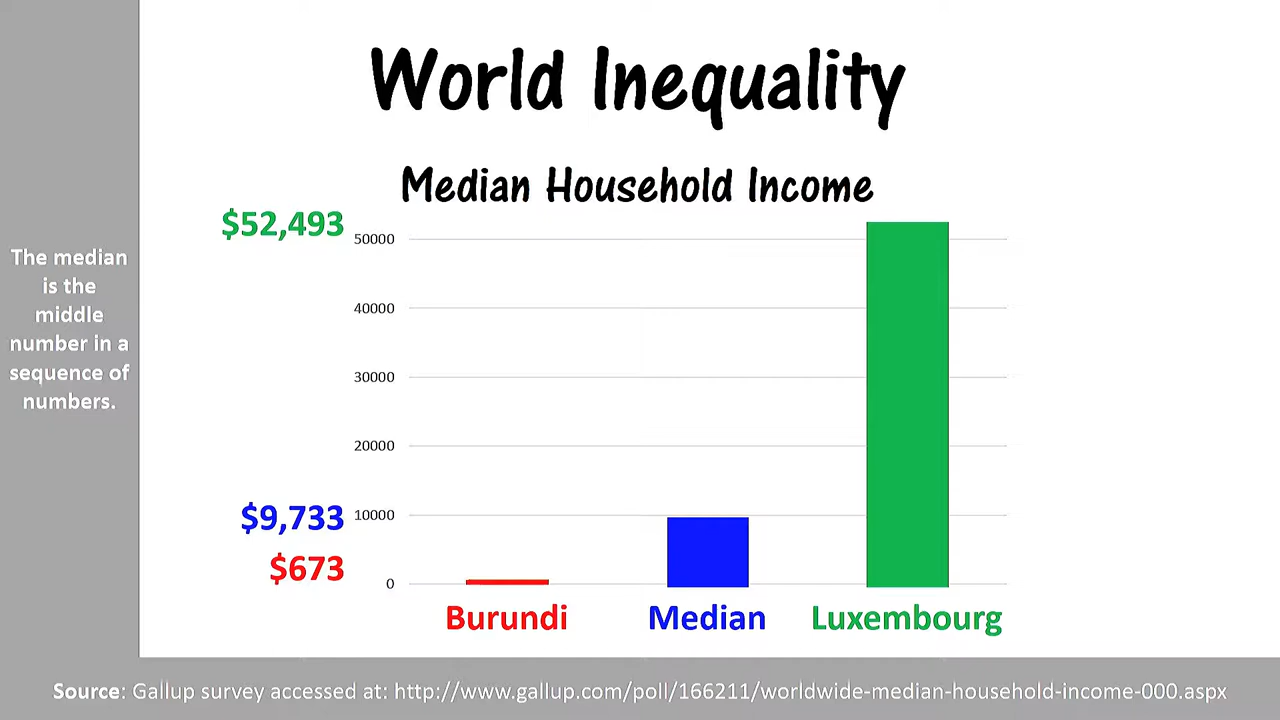 World Inequality
Median Household Income
$52,493
50000
40000
30000
20000
$9,733
10000
$673
0
Burundi
Median
Luxembourg
The median
is the
middle
number in a
sequence of
numbers.
Source: Gallup survey accessed at: http://www.gallup.com/poll/166211/worldwide-median-household-income-000.aspx